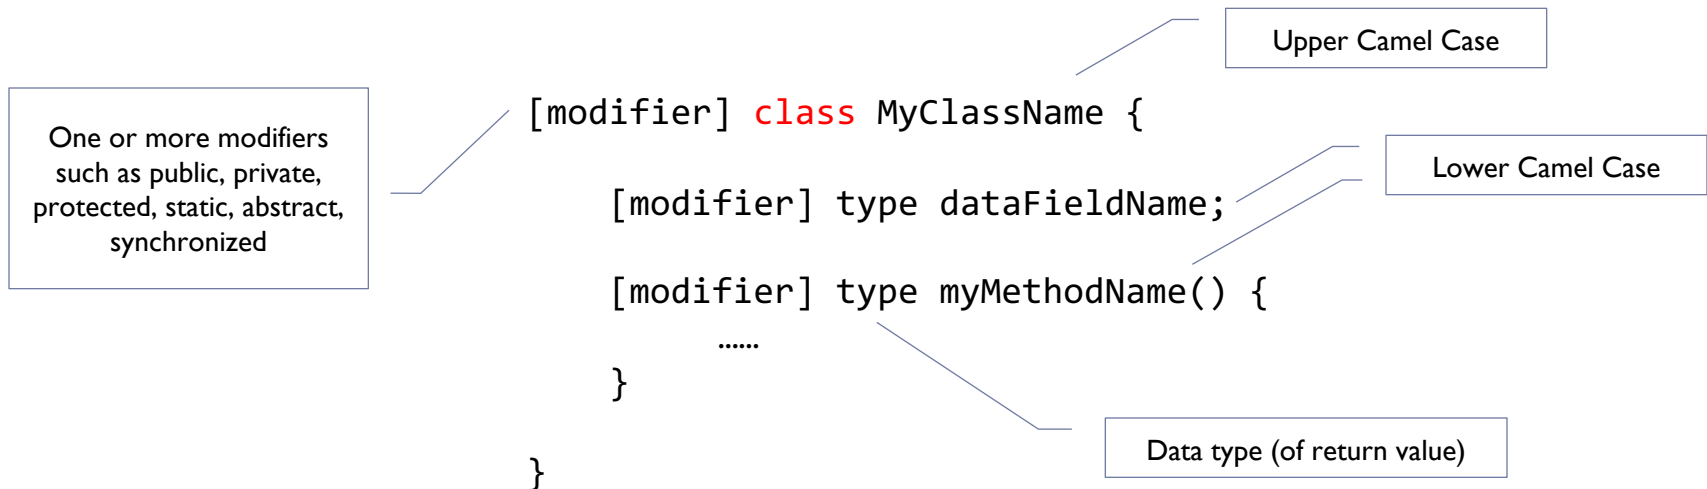 Upper Camel Case
One or more modifiers
such as public, private,
protected, static, abstract,
synchronized
[modifier] class MyClassName {
Lower Camel Case
[modifier] type dataFieldName;
[modifier] type myMethodName() {
……
}
Data type (of return value)
}